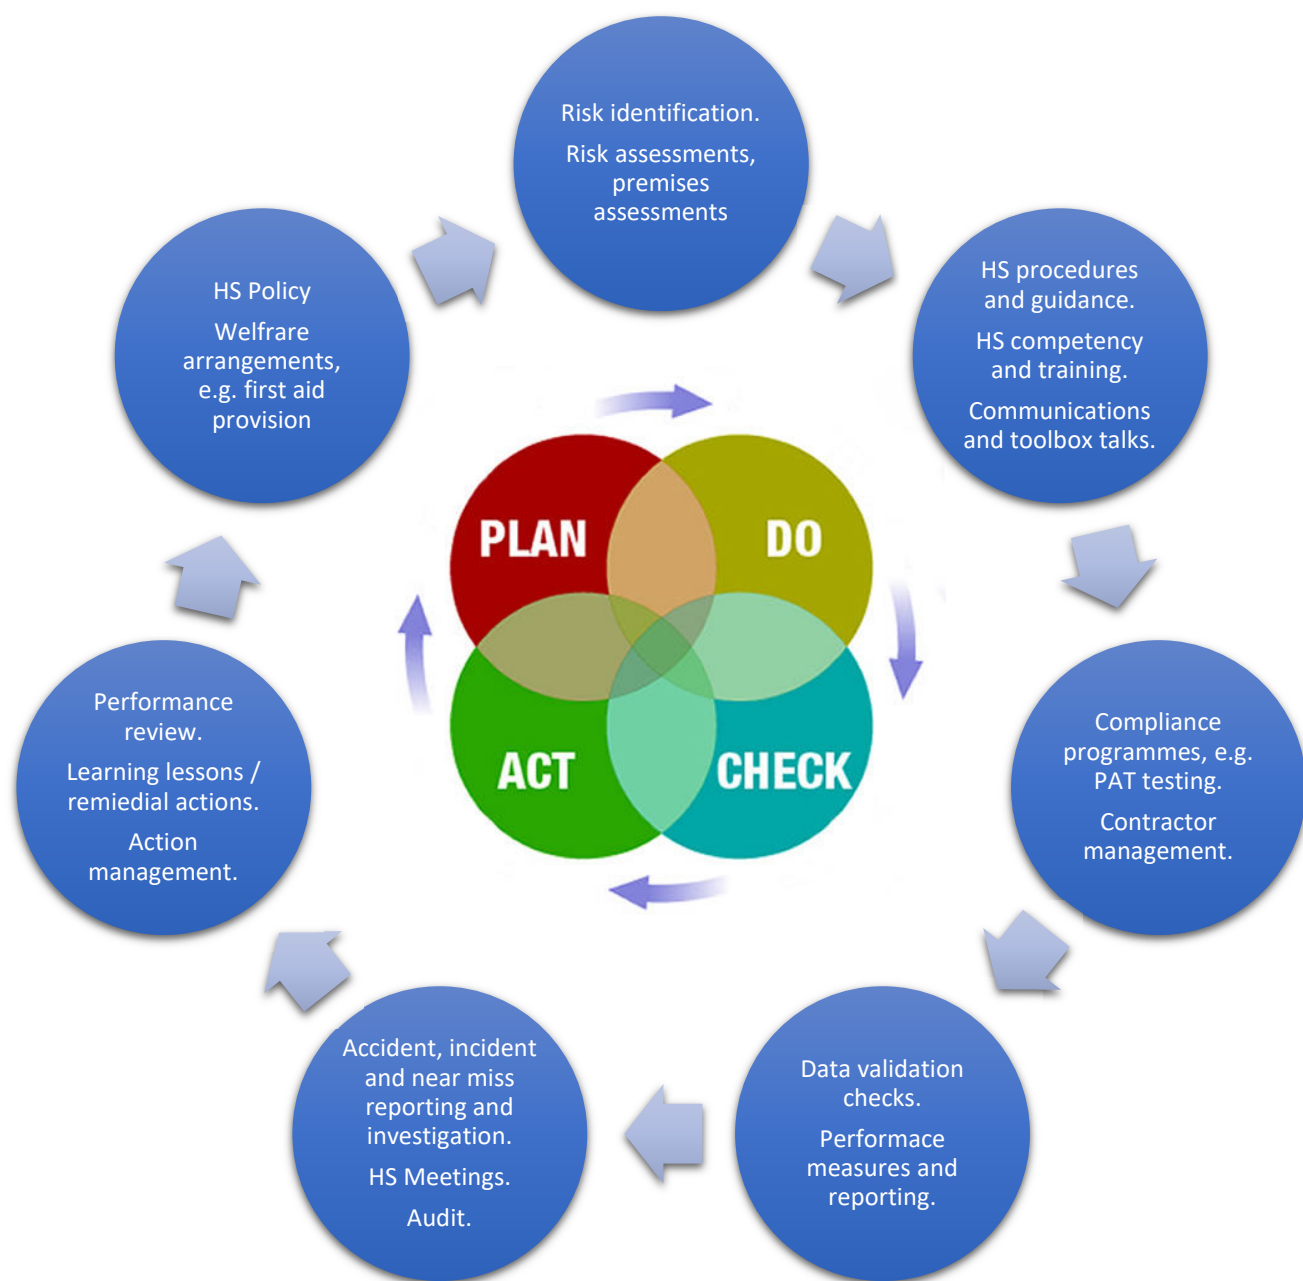 Risk identification.
Risk assessments,
premises
assessments
HS procedures
and guidance.
HS competency
and training.
Communications
and toolbox talks.
Compliance
programmes, e.g.
PAT testing.
Contractor
management.
Data validation
checks.
Performace
measures and
reporting.
Accident, incident
and near miss
reporting and
investigation.
HS Meetings.
Audit.
Performance
review.
Learning lessons /
remiedial actions.
Action
management.
HS Policy
Welfrare
arrangements,
e.g. first aid
provision
PLAN
DO
CHECK
ACT